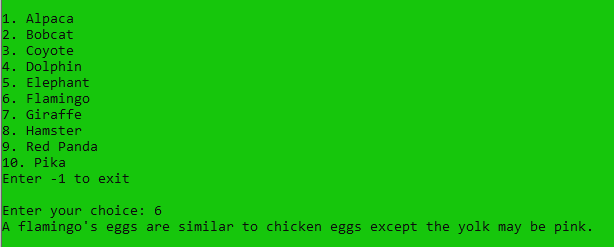 1. Alpaca
2. Bobcat
3. Coyote
4. Dolphin
5. Elephant
6. Flamingo
7. Giraffe
8. Hamster
9. Red Panda
10. Pika
Enter -1 to exit
Enter your choice: 6
A flamingo's eggs are similar to chicken eggs except the yolk may be pink.